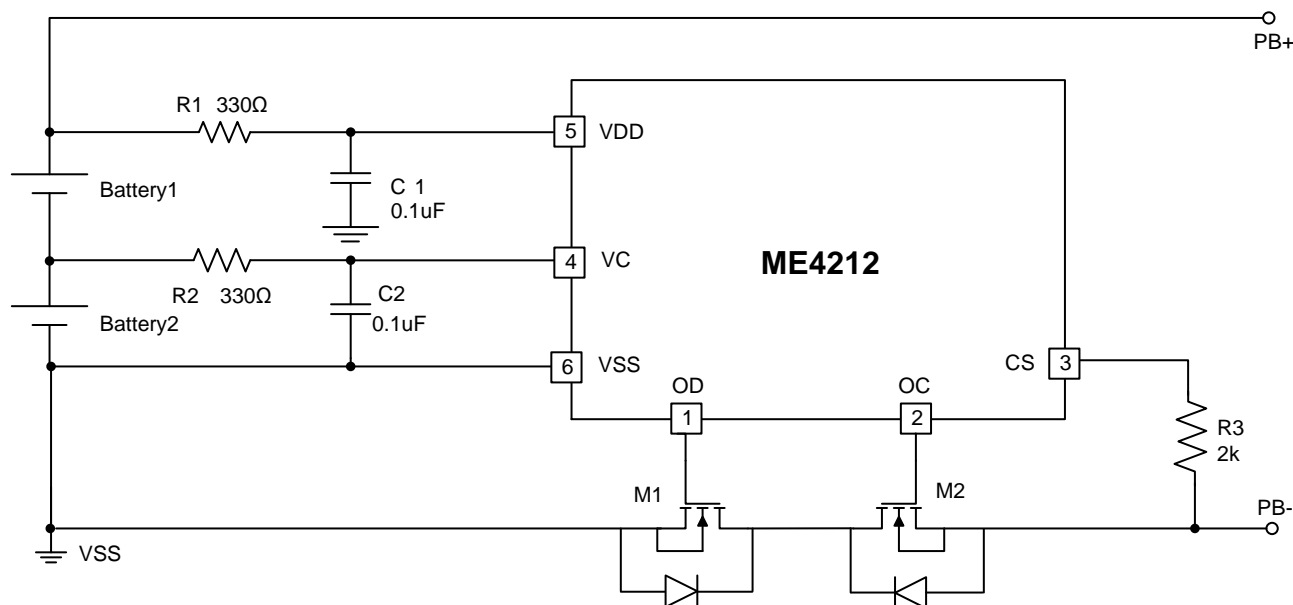 PB+
R1 330Ω
5 VDD
Battery1
C 1
0.1uF
4 VC
ME4212
R2 330Ω
C2
Battery2
0.1uF
6 VSS
CS 3
OD
OC
1
2
R3
2k
M1
M2
PB-
VSS